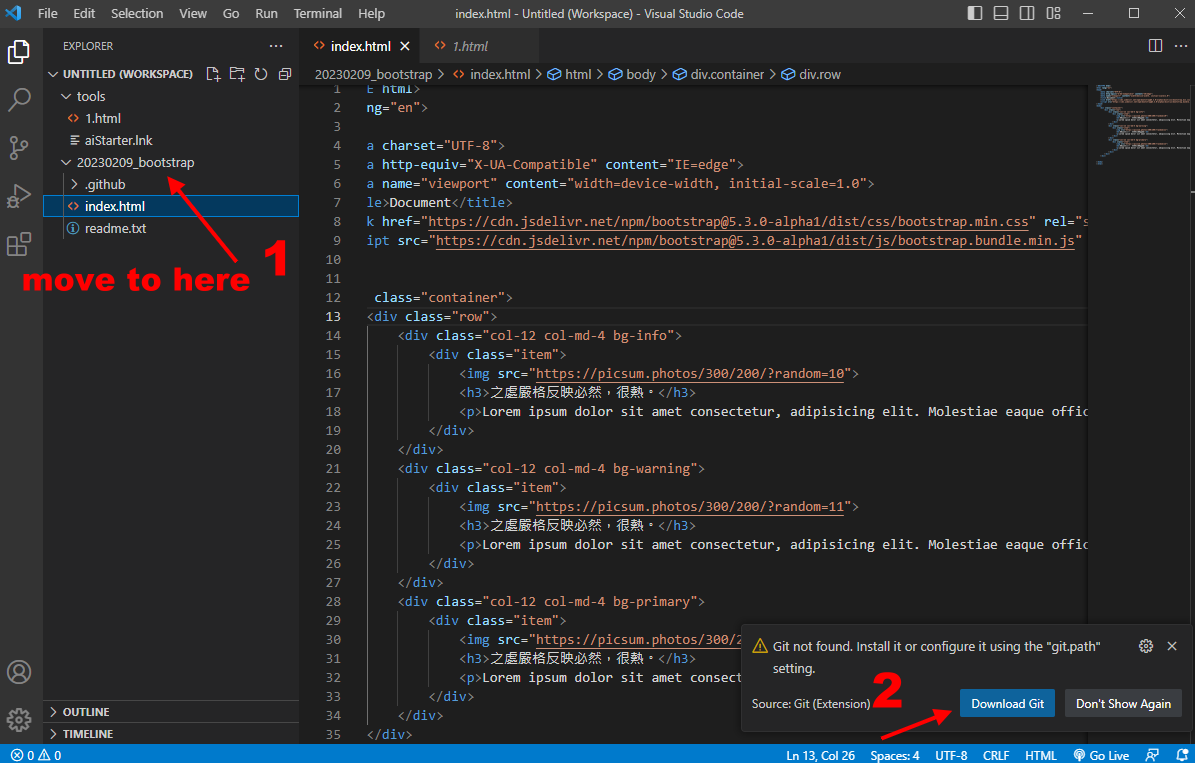 File Edit Selection View Go Run Terminal Help index.html - Untitled (Workspace) - Visual Studio Code
EXPLORER
UNTITLED (WORKSPACE)
tools
1.html
aiStarter.lnk
20230209_bootstrap
.github
index.html
readme.txt
move to here 1
OUTLINE
TIMELINE
index.html 1.html
20230209_bootstrap > index.html > html > body > div.container > div.row
1 E html>
2 ng="en">
3
4 a charset="UTF-8">
5 a http-equiv="X-UA-Compatible" content="IE=edge">
6 a name="viewport" content="width=device-width, initial-scale=1.0">
7 le>Document</title>
8 k href="https://cdn.jsdelivr.net/npm/bootstrap@5.3.0-alpha1/dist/css/bootstrap.min.css" rel="s
9 ipt src="https://cdn.jsdelivr.net/npm/bootstrap@5.3.0-alpha1/dist/js/bootstrap.bundle.min.js"
10
11
12 class="container">
13 <div class="row">
14 <div class="col-12 col-md-4 bg-info">
15 <div class="item">
16 <img src="https://picsum.photos/300/200/?random=10">
17 <h3>之處嚴格反映必然，很熱。</h3>
18 <p>Lorem ipsum dolor sit amet consectetur, adipisicing elit. Molestiae eaque offic
19 </div>
20 </div>
21 <div class="col-12 col-md-4 bg-warning">
22 <div class="item">
23 <img src="https://picsum.photos/300/200/?random=11">
24 <h3>之處嚴格反映必然，很熱。</h3>
25 <p>Lorem ipsum dolor sit amet consectetur, adipisicing elit. Molestiae eaque offic
26 </div>
27 </div>
28 <div class="col-12 col-md-4 bg-primary">
29 <div class="item">
30 <img src="https://picsum.photos/300/2
31 <h3>之處嚴格反映必然，很熱。</h3>
32 <p>Lorem ipsum dolor sit amet consect
33 </div>
34 </div>
35 </div>
Git not found. Install it or configure it using the "git.path"
setting.
Source: Git (Extension) 2 Download Git Don't Show Again
0 0 Ln 13, Col 26 Spaces: 4 UTF-8 CRLF HTML Go Live